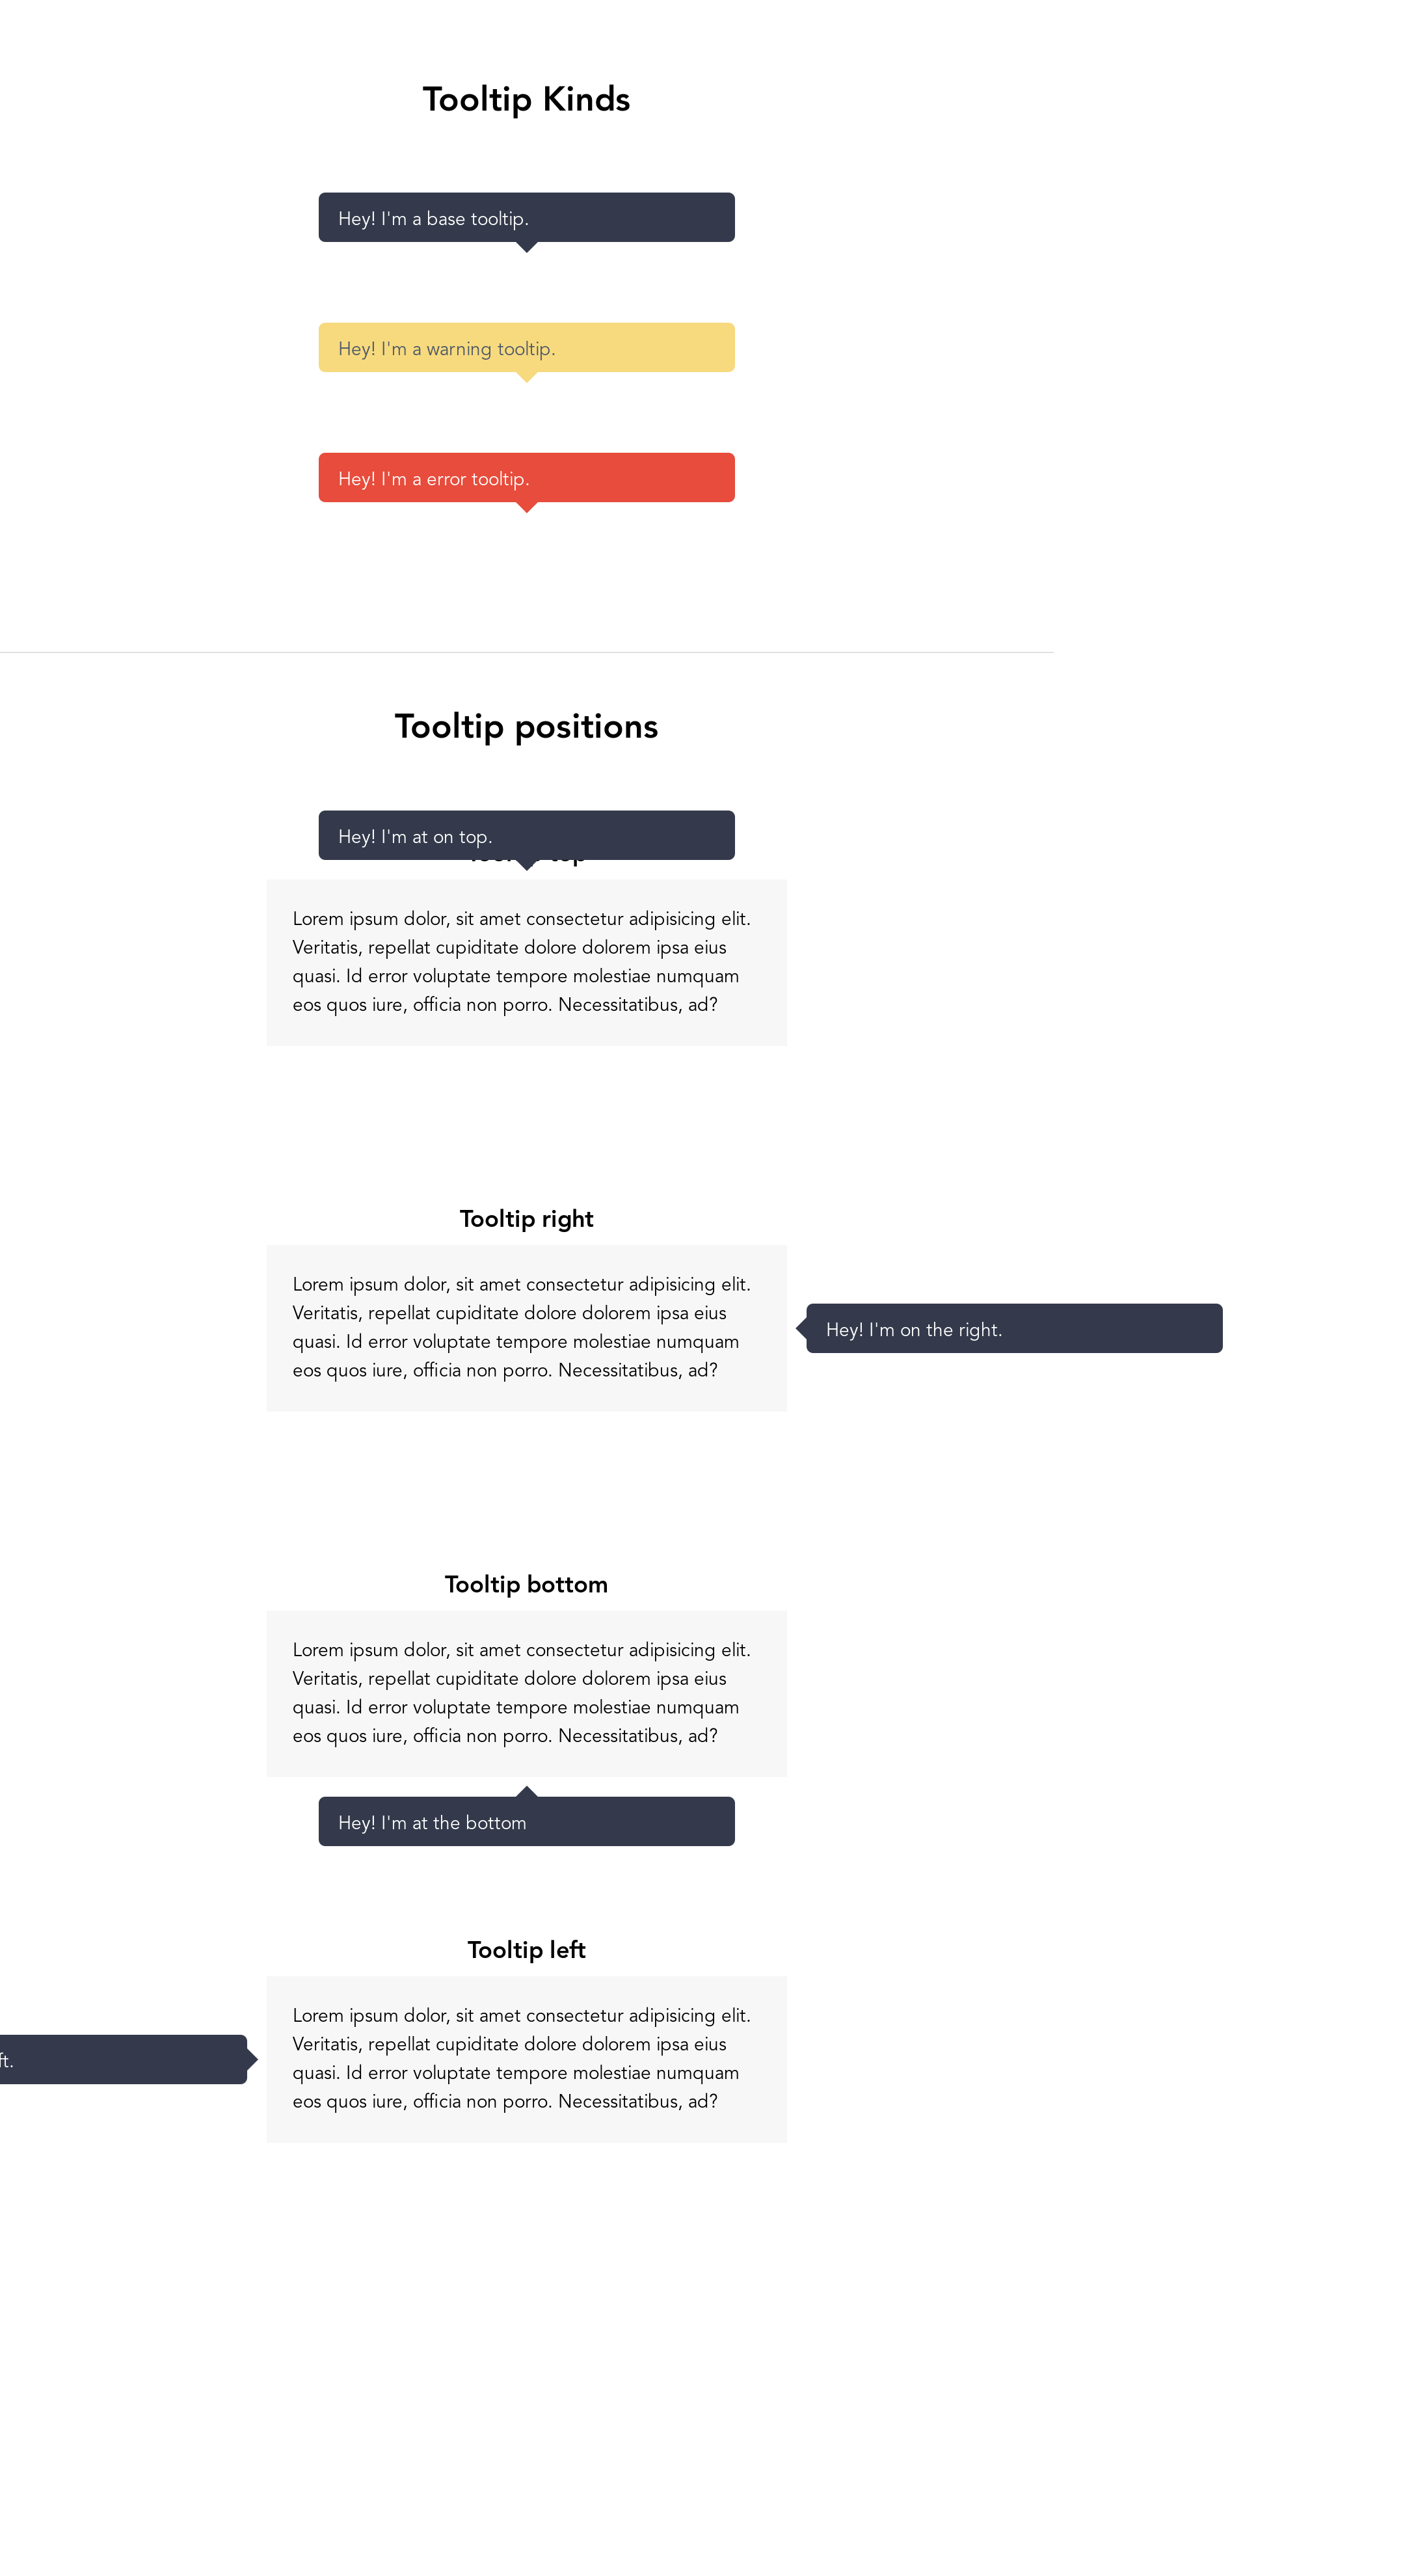 Tooltip Kinds
Hey! I'm a base tooltip.
Hey! I'm a warning tooltip.
Hey! I'm a error tooltip.
Tooltip positions
Hey! I'm at on top.
Lorem ipsum dolor, sit amet consectetur adipisicing elit.
Veritatis, repellat cupiditate dolore dolorem ipsa eius
quasi. Id error voluptate tempore molestiae numquam
eos quos iure, officia non porro. Necessitatibus, ad?
Tooltip right
Lorem ipsum dolor, sit amet consectetur adipisicing elit.
Veritatis, repellat cupiditate dolore dolorem ipsa eius
quasi. Id error voluptate tempore molestiae numquam
eos quos iure, officia non porro. Necessitatibus, ad?
Hey! I'm on the right.
Tooltip bottom
Lorem ipsum dolor, sit amet consectetur adipisicing elit.
Veritatis, repellat cupiditate dolore dolorem ipsa eius
quasi. Id error voluptate tempore molestiae numquam
eos quos iure, officia non porro. Necessitatibus, ad?
Hey! I'm at the bottom
Tooltip left
Lorem ipsum dolor, sit amet consectetur adipisicing elit.
Veritatis, repellat cupiditate dolore dolorem ipsa eius
quasi. Id error voluptate tempore molestiae numquam
eos quos iure, officia non porro. Necessitatibus, ad?